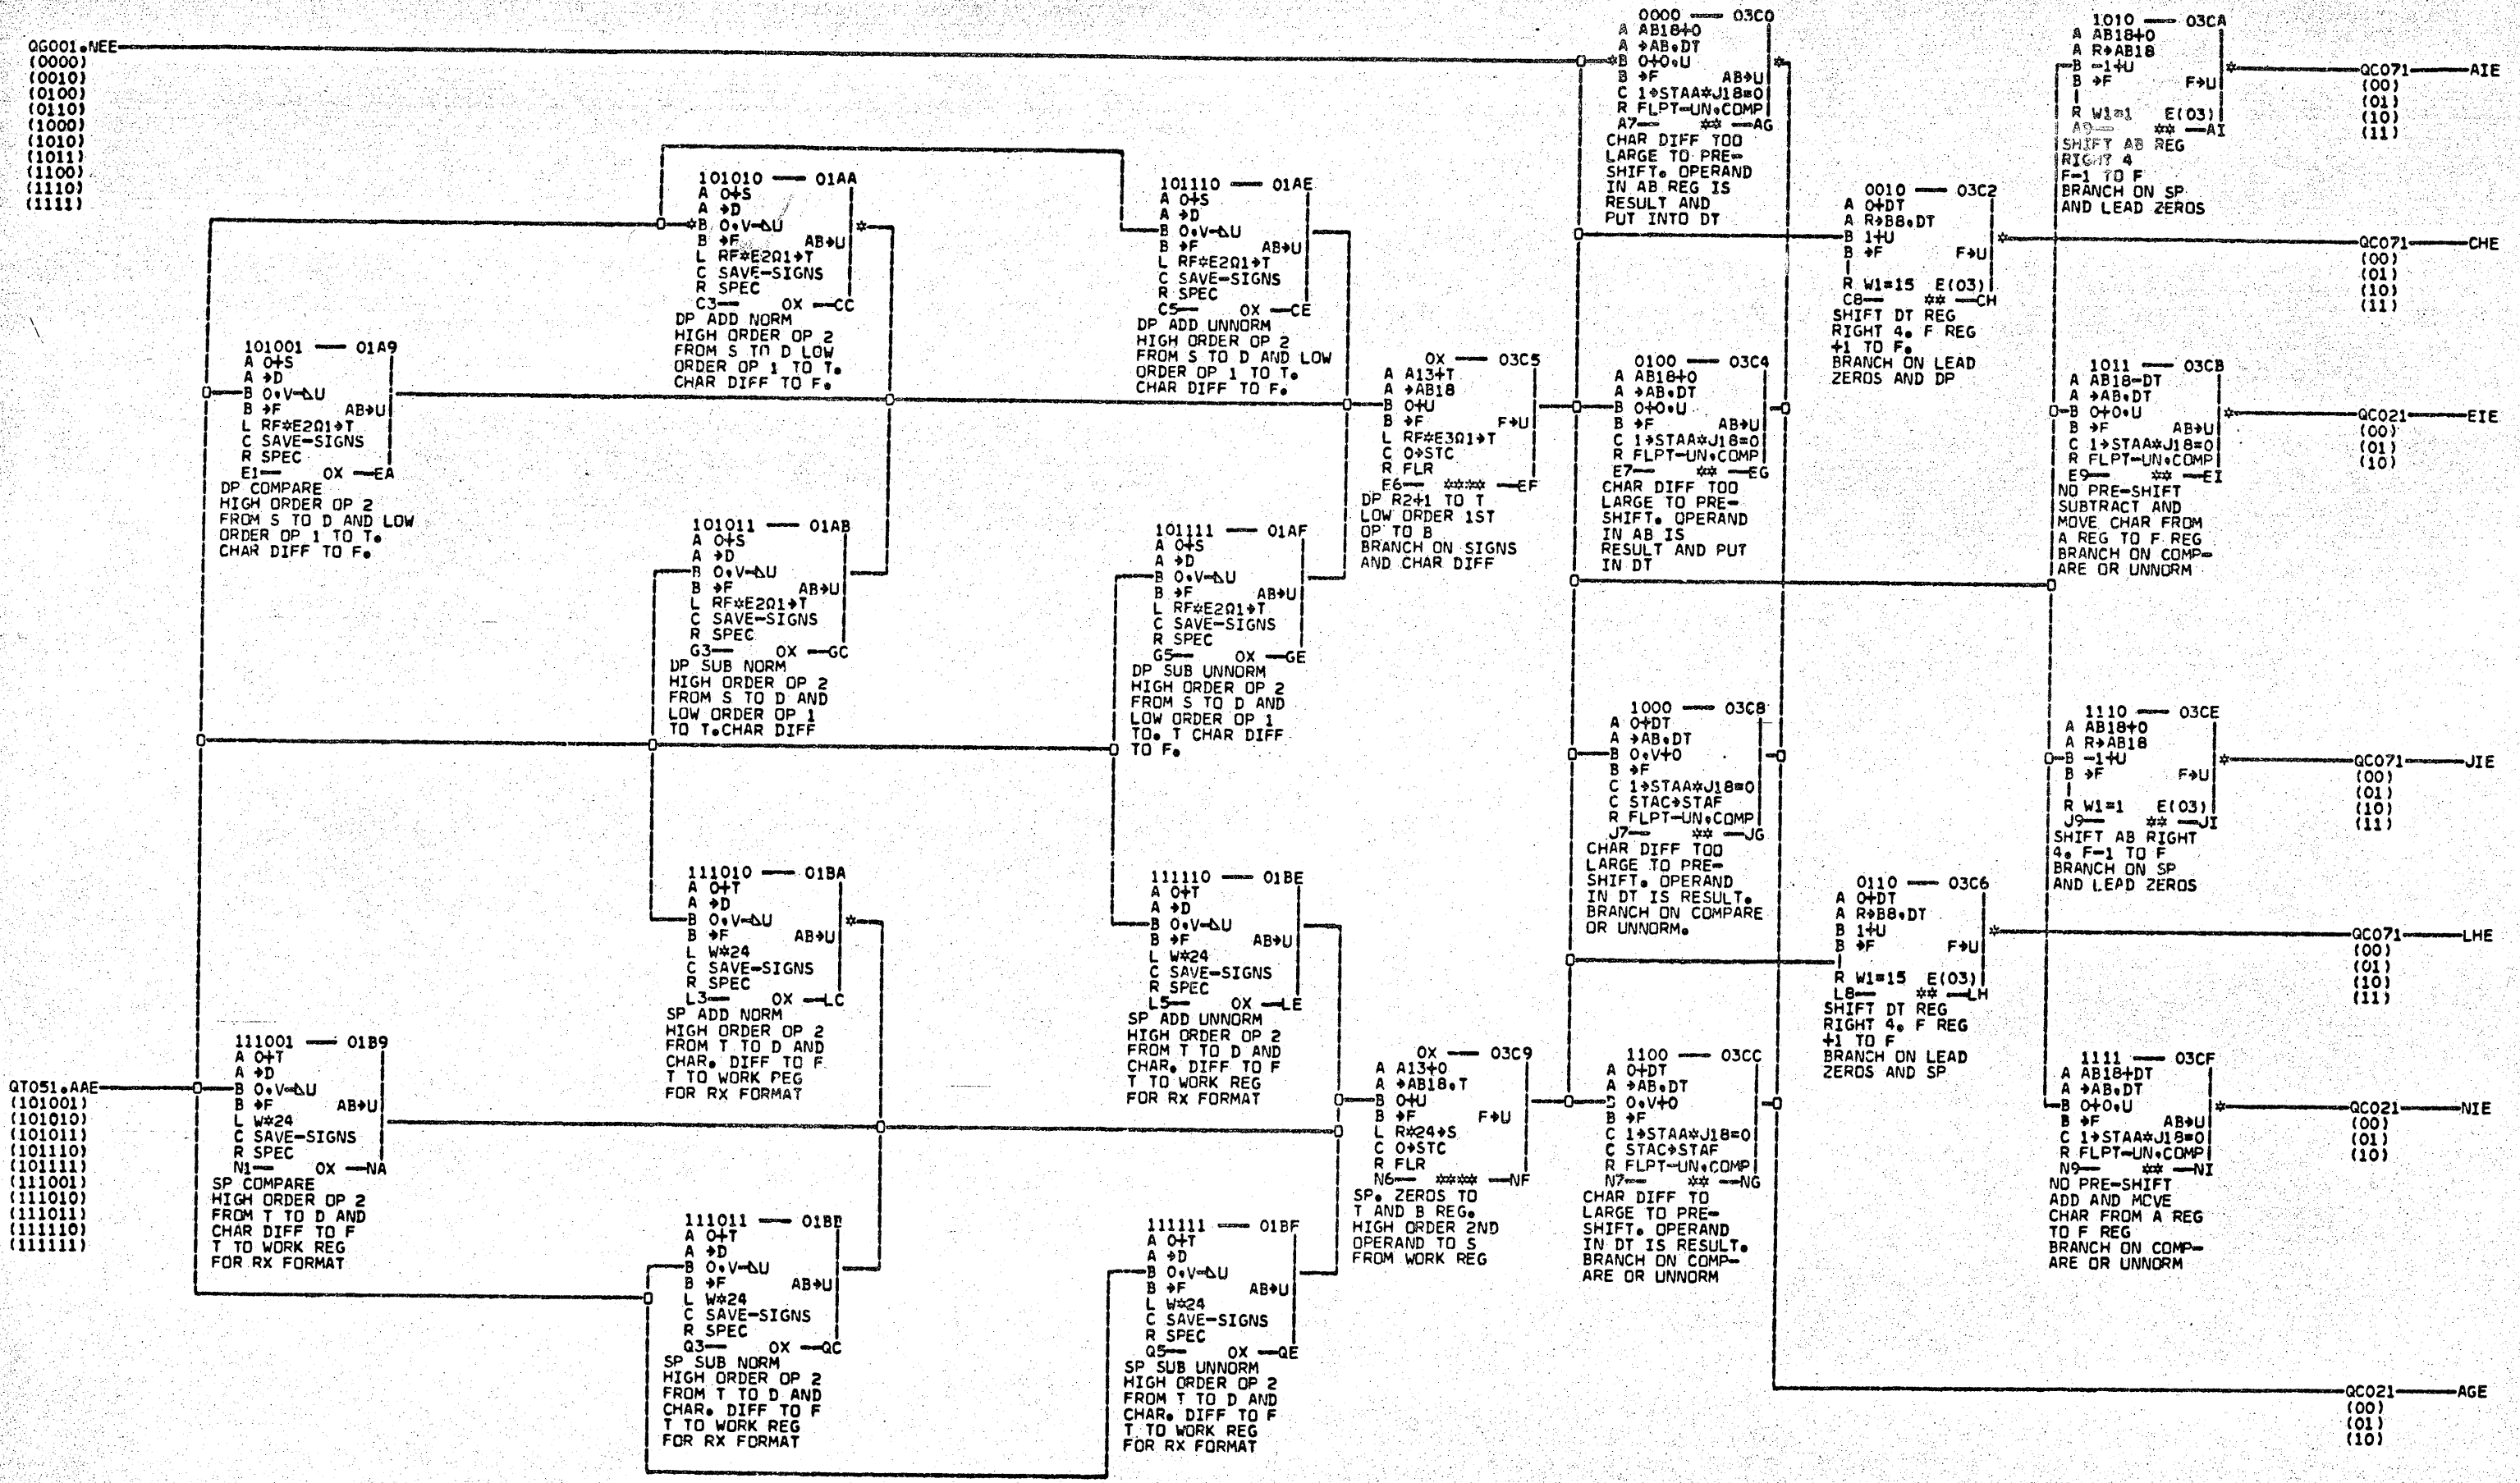 QG001.NEE
(0000)
(0010)
(0100)
(0110)
(1000)
(1010)
(1011)
(1100)
(1110)
(1111)
QT051.AAE
(101001)
(101010)
(101011)
(101110)
(101111)
(111001)
(111010)
(111011)
(111110)
(111111)
101001 — 01A9
A 0+S
A →D
B 0.V-ΔU
B →F AB→U
L RF*E2Ω1→T
C SAVE-SIGNS
R SPEC
E1— 0X —EA
DP COMPARE
HIGH ORDER OP 2
FROM S TO D AND LOW
ORDER OP 1 TO T.
CHAR DIFF TO F.
111001 — 01B9
A 0+T
A →D
B 0.V-ΔU
B →F AB→U
L W*24
C SAVE-SIGNS
R SPEC
N1— 0X —NA
SP COMPARE
HIGH ORDER OP 2
FROM T TO D AND
CHAR DIFF TO F
T TO WORK REG
FOR RX FORMAT
101010 — 01AA
A 0+S
A →D
*B 0.V-ΔU *
B →F AB→U
L RF*E2Ω1→T
C SAVE-SIGNS
R SPEC
C3— 0X —CC
DP ADD NORM
HIGH ORDER OP 2
FROM S TO D LOW
ORDER OP 1 TO T.
CHAR DIFF TO F.
101011 — 01AB
A 0+S
A →D
B 0.V-ΔU
B →F AB→U
L RF*E2Ω1→T
C SAVE-SIGNS
R SPEC
G3— 0X —GC
DP SUB NORM
HIGH ORDER OP 2
FROM S TO D AND
LOW ORDER OP 1
TO T.CHAR DIFF
111010 — 01BA
A 0+T
A →D
B 0.V-ΔU *
B →F AB→U
L W*24
C SAVE-SIGNS
R SPEC
L3— 0X —LC
SP ADD NORM
HIGH ORDER OP 2
FROM T TO D AND
CHAR. DIFF TO F
T TO WORK REG
FOR RX FORMAT
111011 — 01BB
A 0+T
A →D
B 0.V-ΔU
B →F AB→U
L W*24
C SAVE-SIGNS
R SPEC
Q3— 0X —QC
SP SUB NORM
HIGH ORDER OP 2
FROM T TO D AND
CHAR. DIFF TO F
T TO WORK REG
FOR RX FORMAT
101110 — 01AE
A 0+S
A →D
B 0.V-ΔU
B →F AB→U
L RF*E2Ω1→T
C SAVE-SIGNS
R SPEC
C5— 0X —CE
DP ADD UNNORM
HIGH ORDER OP 2
FROM S TO D AND LOW
ORDER OP 1 TO T.
CHAR DIFF TO F.
101111 — 01AF
A 0+S
A →D
B 0.V-ΔU
B →F AB→U
L RF*E2Ω1→T
C SAVE-SIGNS
R SPEC
G5— 0X —GE
DP SUB UNNORM
HIGH ORDER OP 2
FROM S TO D AND
LOW ORDER OP 1
TO. T CHAR DIFF
TO F.
111110 — 01BE
A 0+T
A →D
B 0.V-ΔU
B →F AB→U
L W*24
C SAVE-SIGNS
R SPEC
L5— 0X —LE
SP ADD UNNORM
HIGH ORDER OP 2
FROM T TO D AND
CHAR. DIFF TO F
T TO WORK REG
FOR RX FORMAT
111111 — 01BF
A 0+T
A →D
B 0.V-ΔU
B →F AB→U
L W*24
C SAVE-SIGNS
R SPEC
Q5— 0X —QE
SP SUB UNNORM
HIGH ORDER OP 2
FROM T TO D AND
CHAR. DIFF TO F
T TO WORK REG
FOR RX FORMAT
0X — 03C5
A A13+T
A →AB18
B 0+U
B →F F→U
L RF*E3Ω1→T
C 0→STC
R FLR
E6— **** —EF
DP R2+1 TO T
LOW ORDER 1ST
OP TO B
BRANCH ON SIGNS
AND CHAR DIFF
0X — 03C9
A A13+0
A →AB18.T
B 0+U
B →F F→U
L R*24→S
C 0→STC
R FLR
N6— **** —NF
SP. ZEROS TO
T AND B REG.
HIGH ORDER 2ND
OPERAND TO S
FROM WORK REG
0000 — 03C0
A AB18+0
A →AB.DT
*B 0+0.U *
B →F AB→U
C 1→STAA*J18=0
R FLPT-UN.COMP
A7— ** —AG
CHAR DIFF TOO
LARGE TO PRE-
SHIFT. OPERAND
IN AB REG IS
RESULT AND
PUT INTO DT
0100 — 03C4
A AB18+0
A →AB.DT
B 0+0.U
B →F AB→U
C 1→STAA*J18=0
R FLPT-UN.COMP
E7— ** —EG
CHAR DIFF TOO
LARGE TO PRE-
SHIFT. OPERAND
IN AB IS
RESULT AND PUT
IN DT
1000 — 03C8
A 0+DT
A →AB.DT
B 0.V+0
B →F
C 1→STAA*J18=0
C STAC→STAF
R FLPT-UN.COMP
J7— ** —JG
CHAR DIFF TOO
LARGE TO PRE-
SHIFT. OPERAND
IN DT IS RESULT.
BRANCH ON COMPARE
OR UNNORM.
1100 — 03CC
A 0+DT
A →AB.DT
B 0.V+0
B →F
C 1→STAA*J18=0
C STAC→STAF
R FLPT-UN.COMP
N7— ** —NG
CHAR DIFF TO
LARGE TO PRE-
SHIFT. OPERAND
IN DT IS RESULT.
BRANCH ON COMP-
ARE OR UNNORM
0010 — 03C2
A 0+DT
A R→B8.DT
B 1+U *
B →F F→U
R W1=15 E(03)
C8— ** —CH
SHIFT DT REG
RIGHT 4. F REG
+1 TO F.
BRANCH ON LEAD
ZEROS AND DP
0110 — 03C6
A 0+DT
A R→B8.DT
B 1+U *
B →F F→U
R W1=15 E(03)
L8— ** —LH
SHIFT DT REG
RIGHT 4. F REG
+1 TO F
BRANCH ON LEAD
ZEROS AND SP
1010 — 03CA
A AB18+0
A R→AB18
B -1+U *
B →F F→U
R W1=1 E(03)
A9— ** —AI
SHIFT AB REG
RIGHT 4
F-1 TO F
BRANCH ON SP
AND LEAD ZEROS
1011 — 03CB
A AB18-DT
A →AB.DT
B 0+0.U *
B →F AB→U
C 1→STAA*J18=0
R FLPT-UN.COMP
E9— ** —EI
NO PRE-SHIFT
SUBTRACT AND
MOVE CHAR FROM
A REG TO F REG
BRANCH ON COMP-
ARE OR UNNORM
1110 — 03CE
A AB18+0
A R→AB18
B -1+U *
B →F F→U
R W1=1 E(03)
J9— ** —JI
SHIFT AB RIGHT
4. F-1 TO F
BRANCH ON SP
AND LEAD ZEROS
1111 — 03CF
A AB18+DT
A →AB.DT
B 0+0.U *
B →F AB→U
C 1→STAA*J18=0
R FLPT-UN.COMP
N9— ** —NI
NO PRE-SHIFT
ADD AND MOVE
CHAR FROM A REG
TO F REG
BRANCH ON COMP-
ARE OR UNNORM
QC071 — AIE
(00)
(01)
(10)
(11)
QC071 — CHE
(00)
(01)
(10)
(11)
QC021 — EIE
(00)
(01)
(10)
QC071 — JIE
(00)
(01)
(10)
(11)
QC071 — LHE
(00)
(01)
(10)
(11)
QC021 — NIE
(00)
(01)
(10)
QC021 — AGE
(00)
(01)
(10)